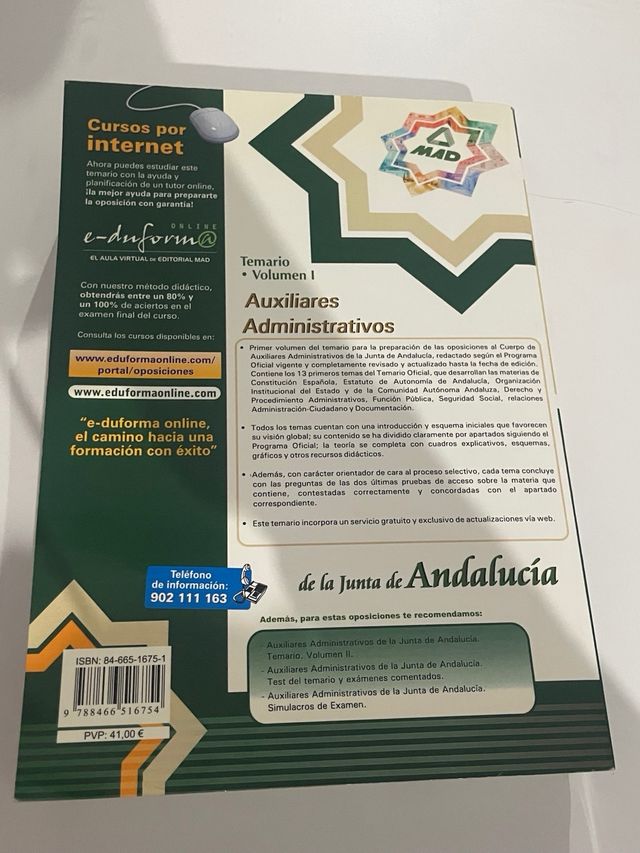 Cursos por
internet
Ahora puedes estudiar este
temario con la ayuda y
planificación de un tutor online,
¡la mejor ayuda para prepararte
la oposición con garantía!
ONLINE
e-duform@
EL AULA VIRTUAL DE EDITORIAL MAD
Con nuestro método didáctico,
obtendrás entre un 80% y
un 100% de aciertos en el
examen final del curso.
Consulta los cursos disponibles en:
www.eduformaonline.com/
portal/oposiciones
www.eduformaonline.com
"e-duforma online,
el camino hacia una
formación con éxito"
Teléfono
de información:
902 111 163
ISBN: 84-665-1675-1
9 788466 516754
PVP: 41,00 €
MAD
Temario
• Volumen I
Auxiliares
Administrativos
• Primer volumen del temario para la preparación de las oposiciones al Cuerpo de
Auxiliares Administrativos de la Junta de Andalucía, redactado según el Programa
Oficial vigente y completamente revisado y actualizado hasta la fecha de edición.
Contiene los 13 primeros temas del Temario Oficial, que desarrollan las materias de
Constitución Española, Estatuto de Autonomía de Andalucía, Organización
Institucional del Estado y de la Comunidad Autónoma Andaluza, Derecho y
Procedimiento Administrativos, Función Pública, Seguridad Social, relaciones
Administración-Ciudadano y Documentación.
• Todos los temas cuentan con una introducción y esquema iniciales que favorecen
su visión global; su contenido se ha dividido claramente por apartados siguiendo el
Programa Oficial; la teoría se completa con cuadros explicativos, esquemas,
gráficos y otros recursos didácticos.
• Además, con carácter orientador de cara al proceso selectivo, cada tema concluye
con las preguntas de las dos últimas pruebas de acceso sobre la materia que
contiene, contestadas correctamente y concordadas con el apartado
correspondiente.
• Este temario incorpora un servicio gratuito y exclusivo de actualizaciones vía web.
de la Junta de Andalucía
Además, para estas oposiciones te recomendamos:
- Auxiliares Administrativos de la Junta de Andalucía.
Temario. Volumen II.
- Auxiliares Administrativos de la Junta de Andalucía.
Test del temario y exámenes comentados.
- Auxiliares Administrativos de la Junta de Andalucía.
Simulacros de Examen.